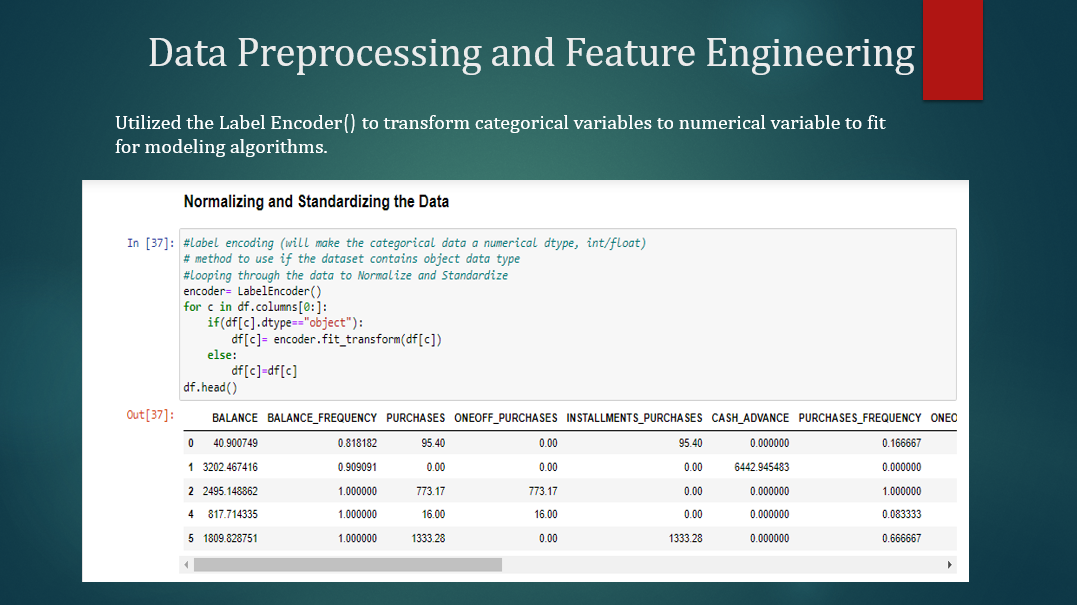 Data Preprocessing and Feature Engineering
Utilized the Label Encoder() to transform categorical variables to numerical variable to fit
for modeling algorithms.
Normalizing and Standardizing the Data
In [37]: #label encoding (will make the categorical data a numerical dtype, int/float)
# method to use if the dataset contains object data type
#looping through the data to Normalize and Standardize
encoder= LabelEncoder()
for c in df.columns[0:]:
    if(df[c].dtype=="object"):
        df[c]= encoder.fit_transform(df[c])
    else:
        df[c]=df[c]
df.head()
Out[37]:
BALANCE BALANCE_FREQUENCY PURCHASES ONEOFF_PURCHASES INSTALLMENTS_PURCHASES CASH_ADVANCE PURCHASES_FREQUENCY ONEO
0 40.900749 0.818182 95.40 0.00 95.40 0.000000 0.166667
1 3202.467416 0.909091 0.00 0.00 0.00 6442.945483 0.000000
2 2495.148862 1.000000 773.17 773.17 0.00 0.000000 1.000000
4 817.714335 1.000000 16.00 16.00 0.00 0.000000 0.083333
5 1809.828751 1.000000 1333.28 0.00 1333.28 0.000000 0.666667